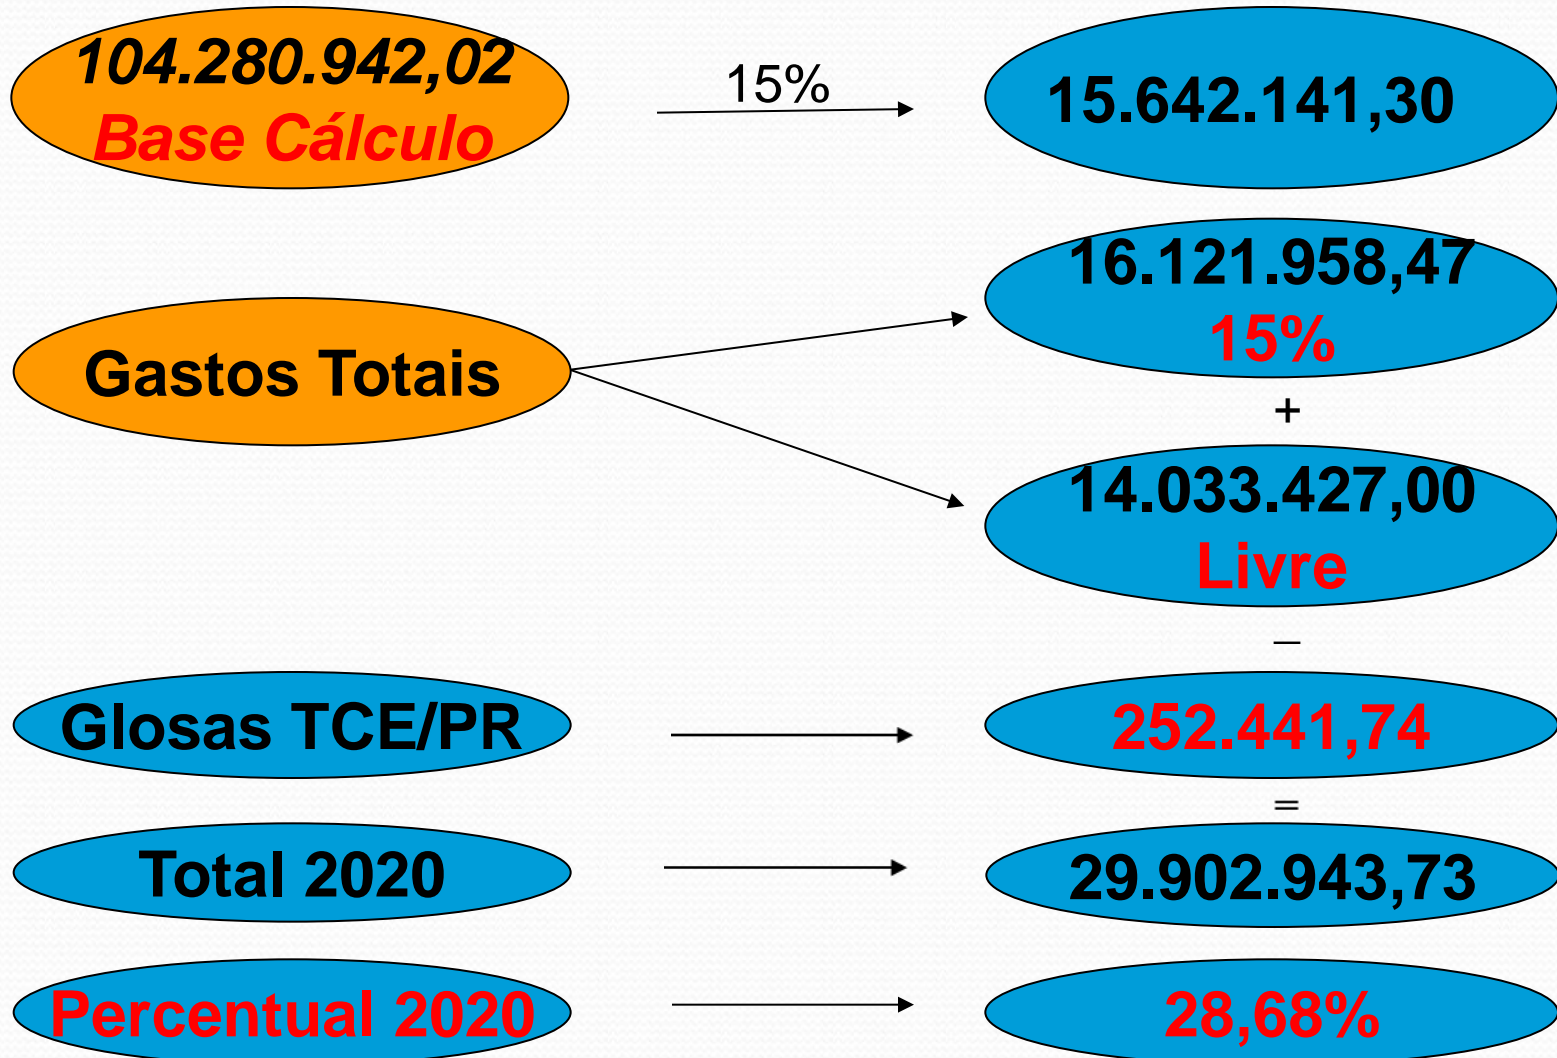 104.280.942,02
Base Cálculo
15%
15.642.141,30
Gastos Totais
16.121.958,47
15%
+
14.033.427,00
Livre
–
Glosas TCE/PR
252.441,74
=
Total 2020
29.902.943,73
Percentual 2020
28,68%